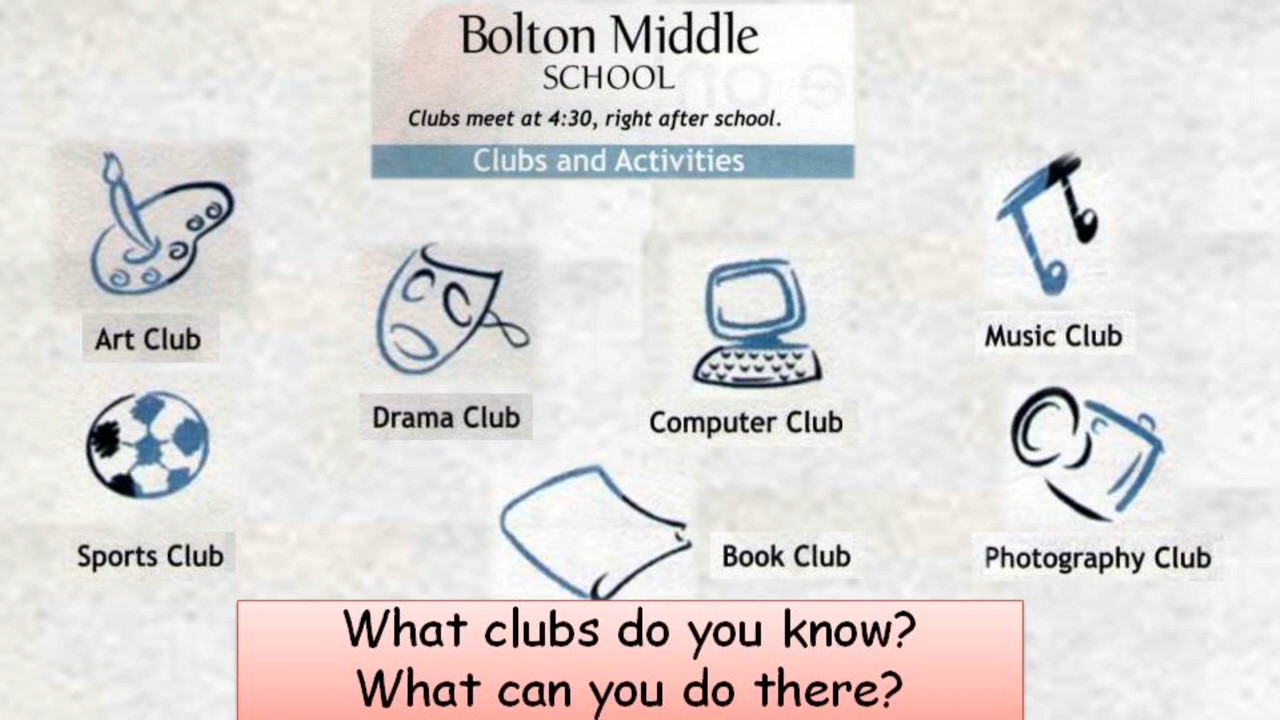 Bolton Middle
SCHOOL
Clubs meet at 4:30, right after school.
Clubs and Activities
Art Club
Drama Club
Computer Club
Music Club
Sports Club
Book Club
Photography Club
What clubs do you know?
What can you do there?